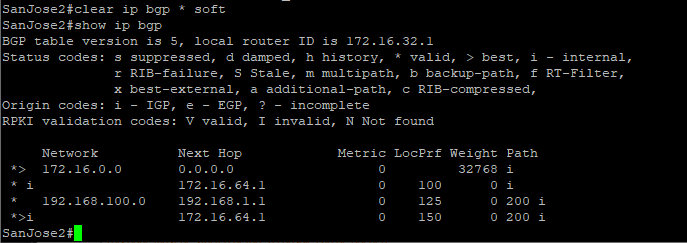 SanJose2#clear ip bgp * soft
SanJose2#show ip bgp
BGP table version is 5, local router ID is 172.16.32.1
Status codes: s suppressed, d damped, h history, * valid, > best, i - internal,
              r RIB-failure, S Stale, m multipath, b backup-path, f RT-Filter,
              x best-external, a additional-path, c RIB-compressed,
Origin codes: i - IGP, e - EGP, ? - incomplete
RPKI validation codes: V valid, I invalid, N Not found

     Network          Next Hop            Metric LocPrf Weight Path
 *>  172.16.0.0       0.0.0.0                  0         32768 i
 * i                  172.16.64.1              0    100      0 i
 *   192.168.100.0    192.168.1.1              0    125      0 200 i
 *>i                  172.16.64.1              0    150      0 200 i
SanJose2#